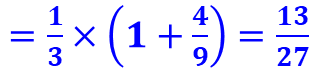 = 1/3 × (1 + 4/9) = 13/27